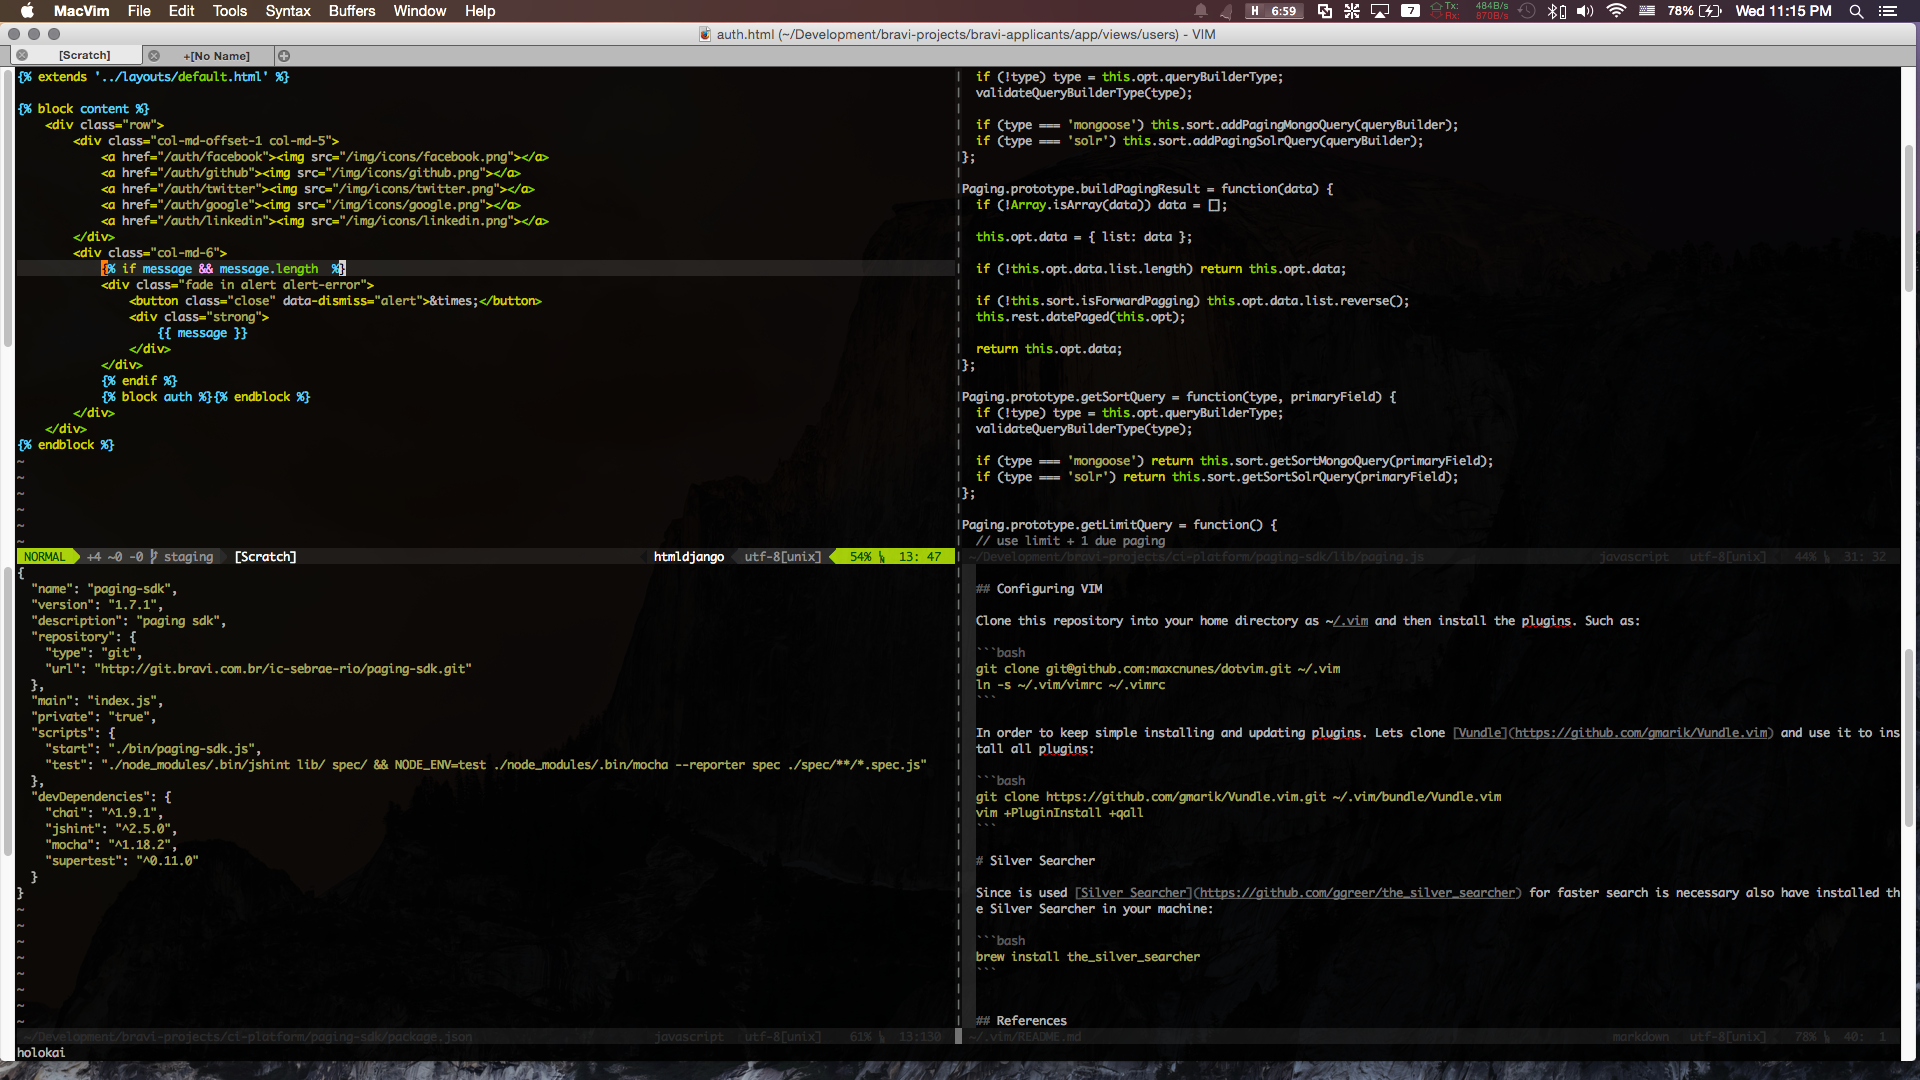 MacVim File Edit Tools Syntax Buffers Window Help
H 6:59 7 Tx: 484B/s Rx: 870B/s 78% Wed 11:15 PM
auth.html (~/Development/bravi-projects/bravi-applicants/app/views/users) - VIM
[Scratch] +[No Name]
{% extends '../layouts/default.html' %}
{% block content %}
<div class="row">
<div class="col-md-offset-1 col-md-5">
<a href="/auth/facebook"><img src="/img/icons/facebook.png"></a>
<a href="/auth/github"><img src="/img/icons/github.png"></a>
<a href="/auth/twitter"><img src="/img/icons/twitter.png"></a>
<a href="/auth/google"><img src="/img/icons/google.png"></a>
<a href="/auth/linkedin"><img src="/img/icons/linkedin.png"></a>
</div>
<div class="col-md-6">
{% if message && message.length  %}
<div class="fade in alert alert-error">
<button class="close" data-dismiss="alert">&times;</button>
<div class="strong">
{{ message }}
</div>
</div>
{% endif %}
{% block auth %}{% endblock %}
</div>
</div>
{% endblock %}
~
~
~
~
~
~
NORMAL +4 ~0 -0 staging [Scratch] htmldjango utf-8[unix] 54% 13: 47
if (!type) type = this.opt.queryBuilderType;
validateQueryBuilderType(type);
if (type === 'mongoose') this.sort.addPagingMongoQuery(queryBuilder);
if (type === 'solr') this.sort.addPagingSolrQuery(queryBuilder);
};
Paging.prototype.buildPagingResult = function(data) {
if (!Array.isArray(data)) data = [];
this.opt.data = { list: data };
if (!this.opt.data.list.length) return this.opt.data;
if (!this.sort.isForwardPagging) this.opt.data.list.reverse();
this.rest.datePaged(this.opt);
return this.opt.data;
};
Paging.prototype.getSortQuery = function(type, primaryField) {
if (!type) type = this.opt.queryBuilderType;
validateQueryBuilderType(type);
if (type === 'mongoose') return this.sort.getSortMongoQuery(primaryField);
if (type === 'solr') return this.sort.getSortSolrQuery(primaryField);
};
Paging.prototype.getLimitQuery = function() {
// use limit + 1 due paging
~/Development/bravi-projects/ci-platform/paging-sdk/lib/paging.js javascript utf-8[unix] 44% 31: 32
{
"name": "paging-sdk",
"version": "1.7.1",
"description": "paging sdk",
"repository": {
"type": "git",
"url": "http://git.bravi.com.br/ic-sebrae-rio/paging-sdk.git"
},
"main": "index.js",
"private": "true",
"scripts": {
"start": "./bin/paging-sdk.js",
"test": "./node_modules/.bin/jshint lib/ spec/ && NODE_ENV=test ./node_modules/.bin/mocha --reporter spec ./spec/**/*.spec.js"
},
"devDependencies": {
"chai": "^1.9.1",
"jshint": "^2.5.0",
"mocha": "^1.18.2",
"supertest": "^0.11.0"
}
}
~
~
~
~
~
~
~
~
~/Development/bravi-projects/ci-platform/paging-sdk/package.json javascript utf-8[unix] 61% 13:130
## Configuring VIM
Clone this repository into your home directory as ~/.vim and then install the plugins. Such as:
```bash
git clone git@github.com:maxcnunes/dotvim.git ~/.vim
ln -s ~/.vim/vimrc ~/.vimrc
```
In order to keep simple installing and updating plugins. Lets clone [Vundle](https://github.com/gmarik/Vundle.vim) and use it to ins
tall all plugins:
```bash
git clone https://github.com/gmarik/Vundle.vim.git ~/.vim/bundle/Vundle.vim
vim +PluginInstall +qall
```
# Silver Searcher
Since is used [Silver Searcher](https://github.com/ggreer/the_silver_searcher) for faster search is necessary also have installed th
e Silver Searcher in your machine:
```bash
brew install the_silver_searcher
```
## References
~/.vim/README.md markdown utf-8[unix] 78% 40: 1
holokai